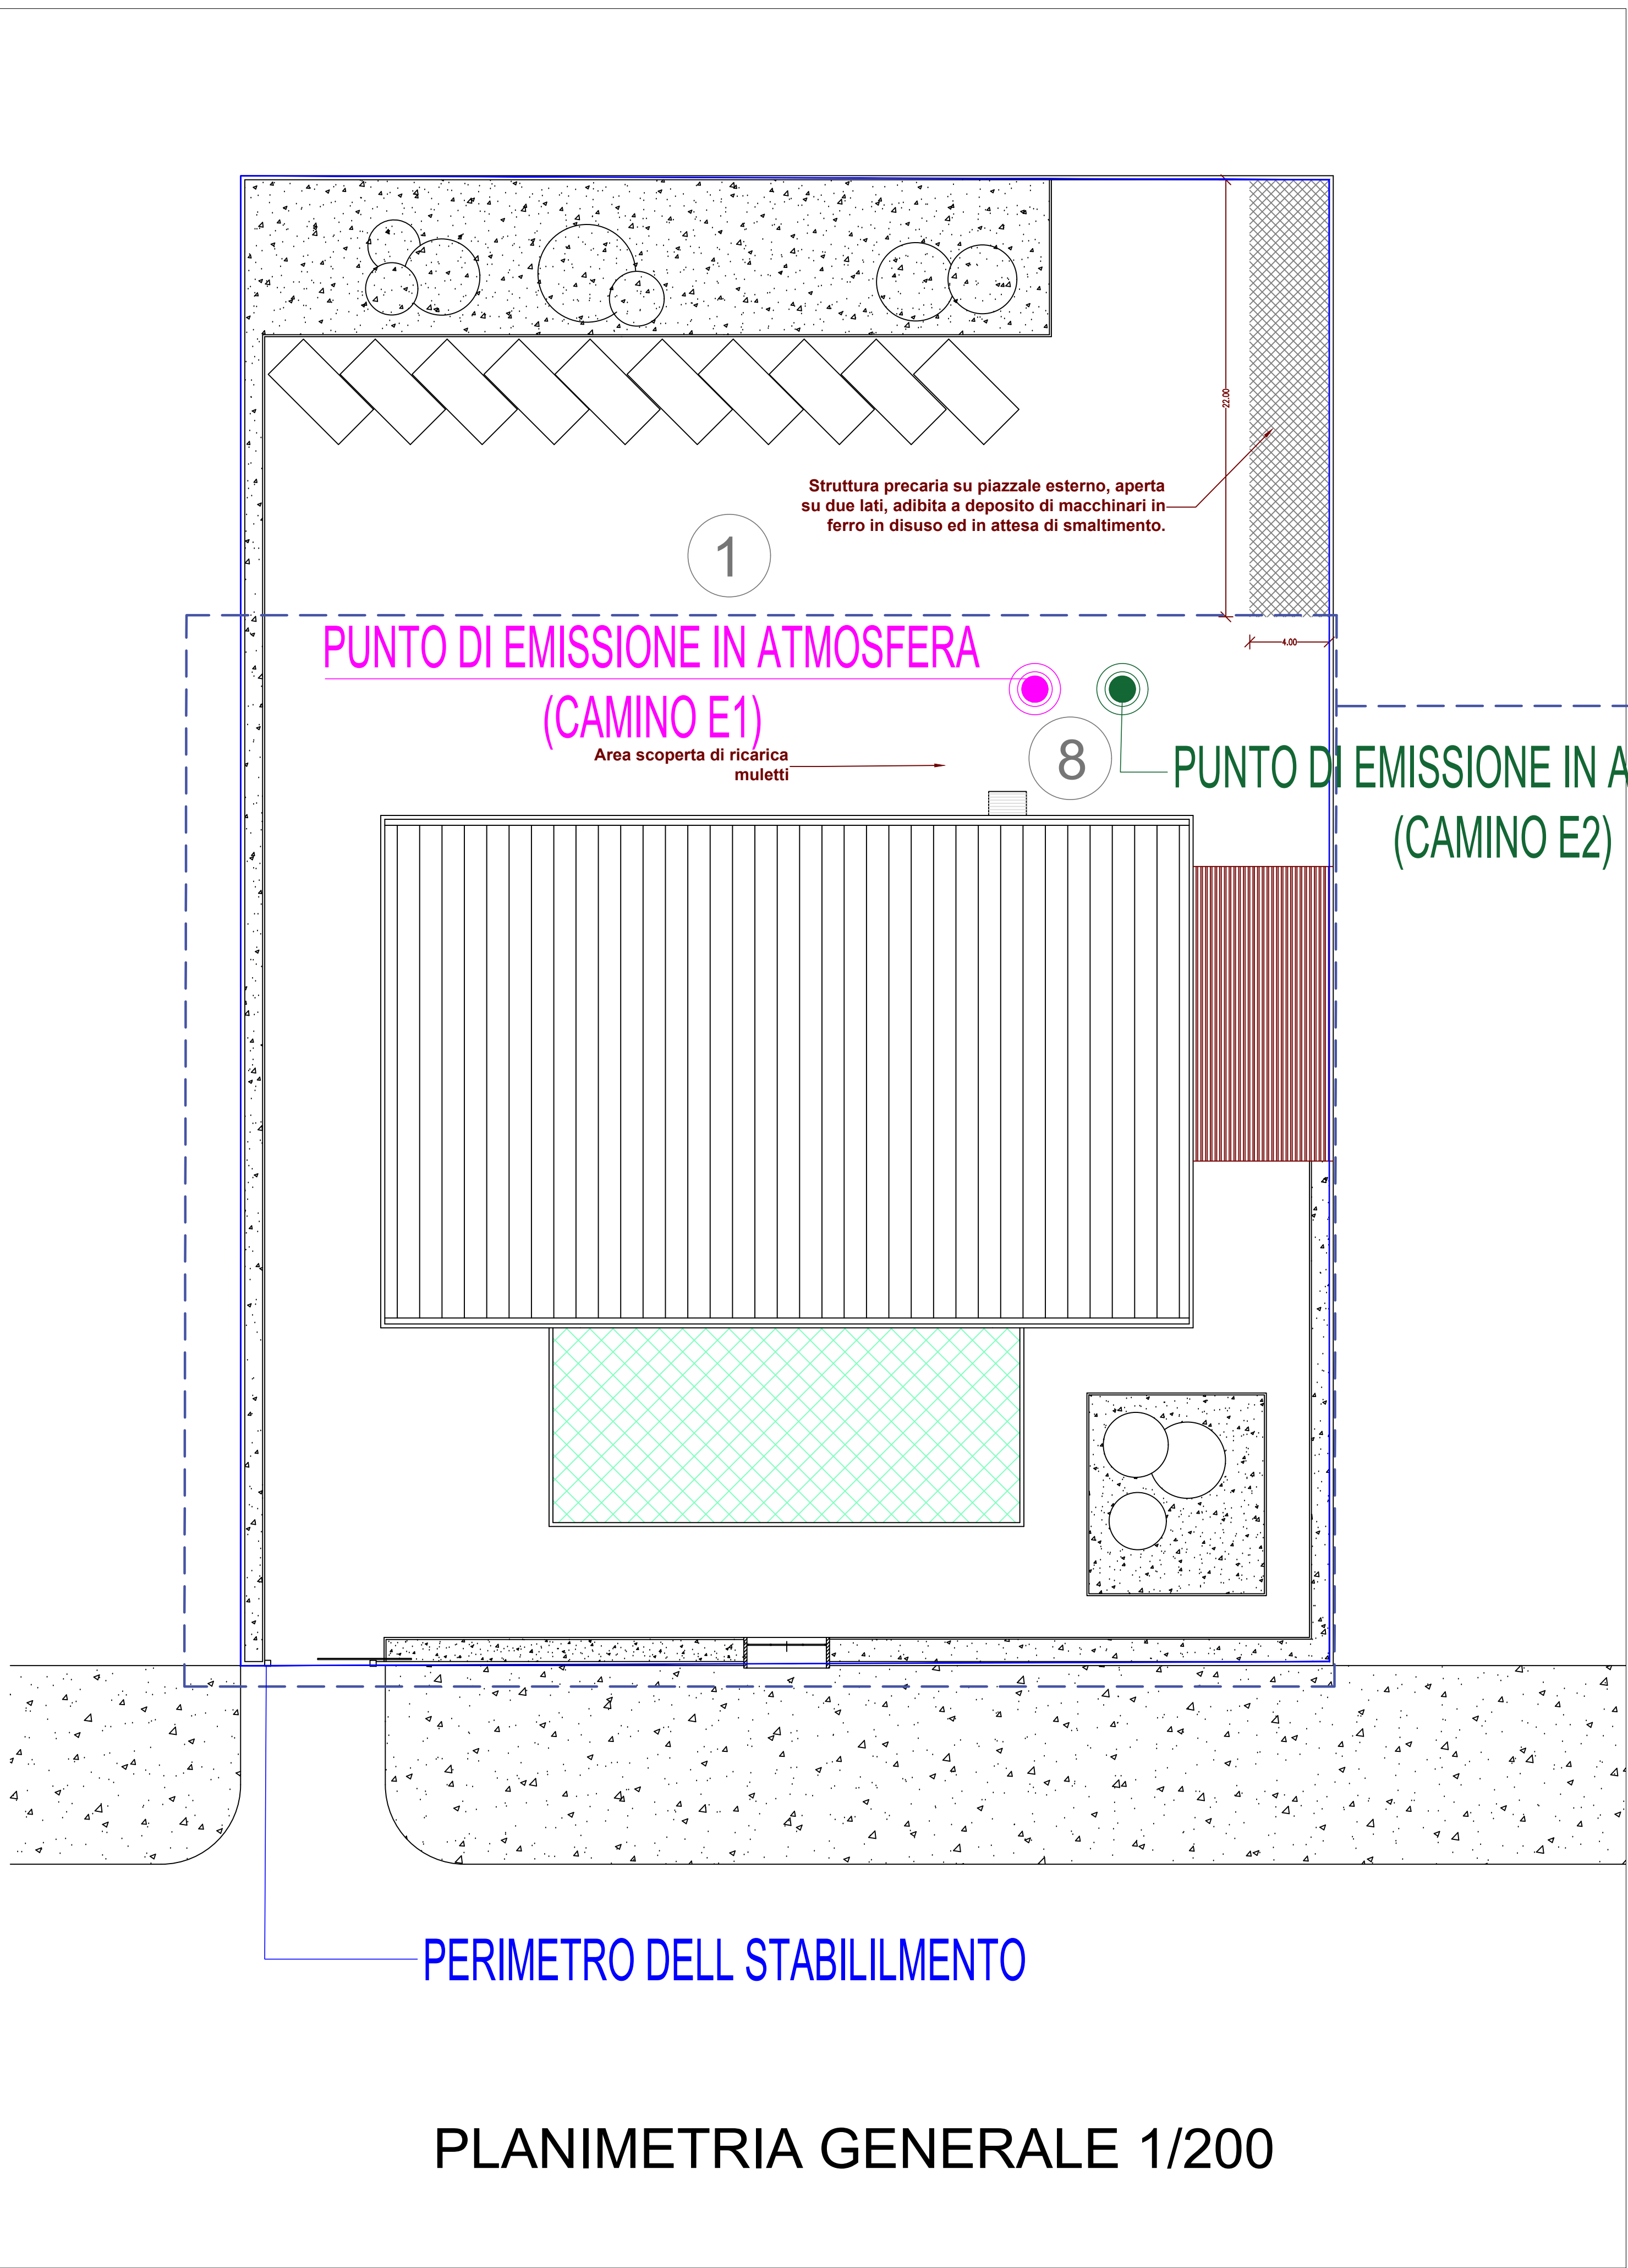 22.00
Struttura precaria su piazzale esterno, aperta
su due lati, adibita a deposito di macchinari in
ferro in disuso ed in attesa di smaltimento.
1
PUNTO DI EMISSIONE IN ATMOSFERA
(CAMINO E1)
4.00
Area scoperta di ricarica
muletti
8
PUNTO DI EMISSIONE IN A
(CAMINO E2)
PERIMETRO DELL STABILILMENTO
PLANIMETRIA GENERALE 1/200